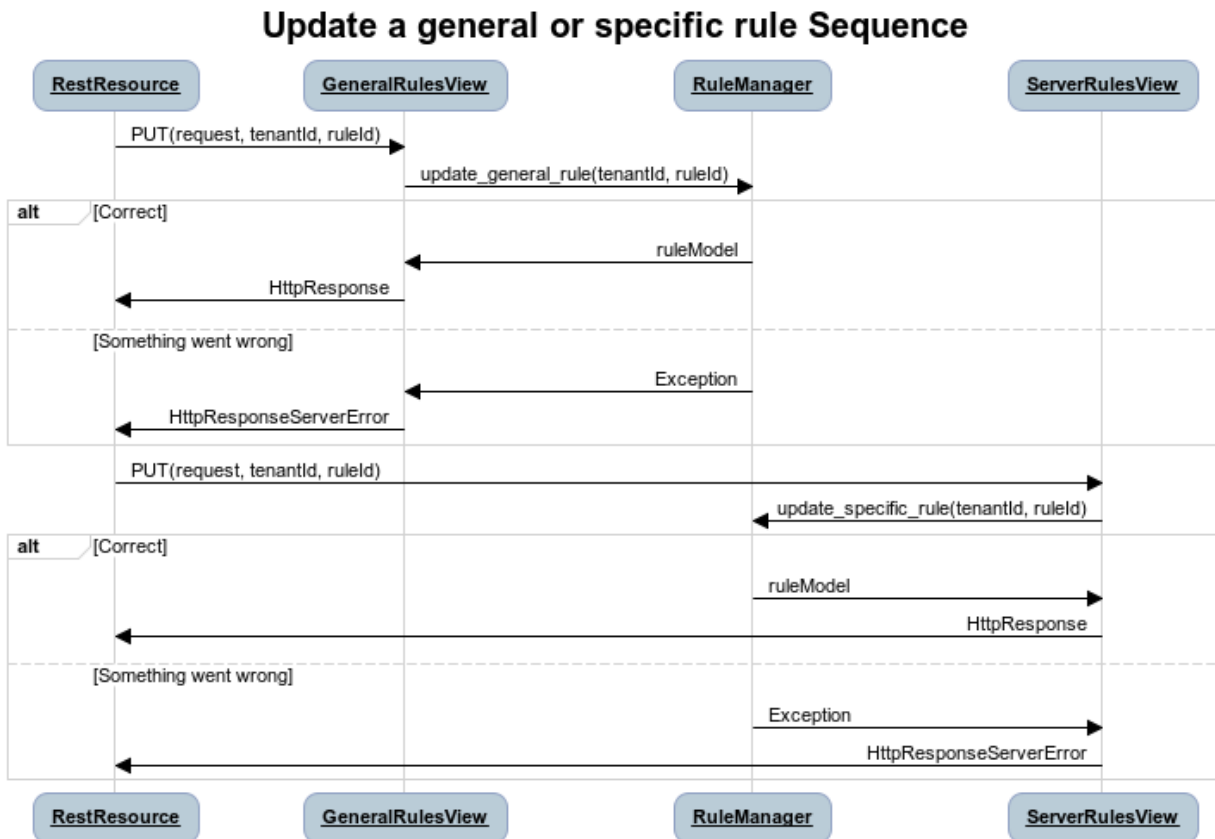 Update a general or specific rule Sequence
RestResource GeneralRulesView RuleManager ServerRulesView
PUT(request, tenantId, ruleId)
update_general_rule(tenantId, ruleId)
alt [Correct]
ruleModel
HttpResponse
[Something went wrong]
Exception
HttpResponseServerError
PUT(request, tenantId, ruleId)
update_specific_rule(tenantId, ruleId)
alt [Correct]
ruleModel
HttpResponse
[Something went wrong]
Exception
HttpResponseServerError
RestResource GeneralRulesView RuleManager ServerRulesView